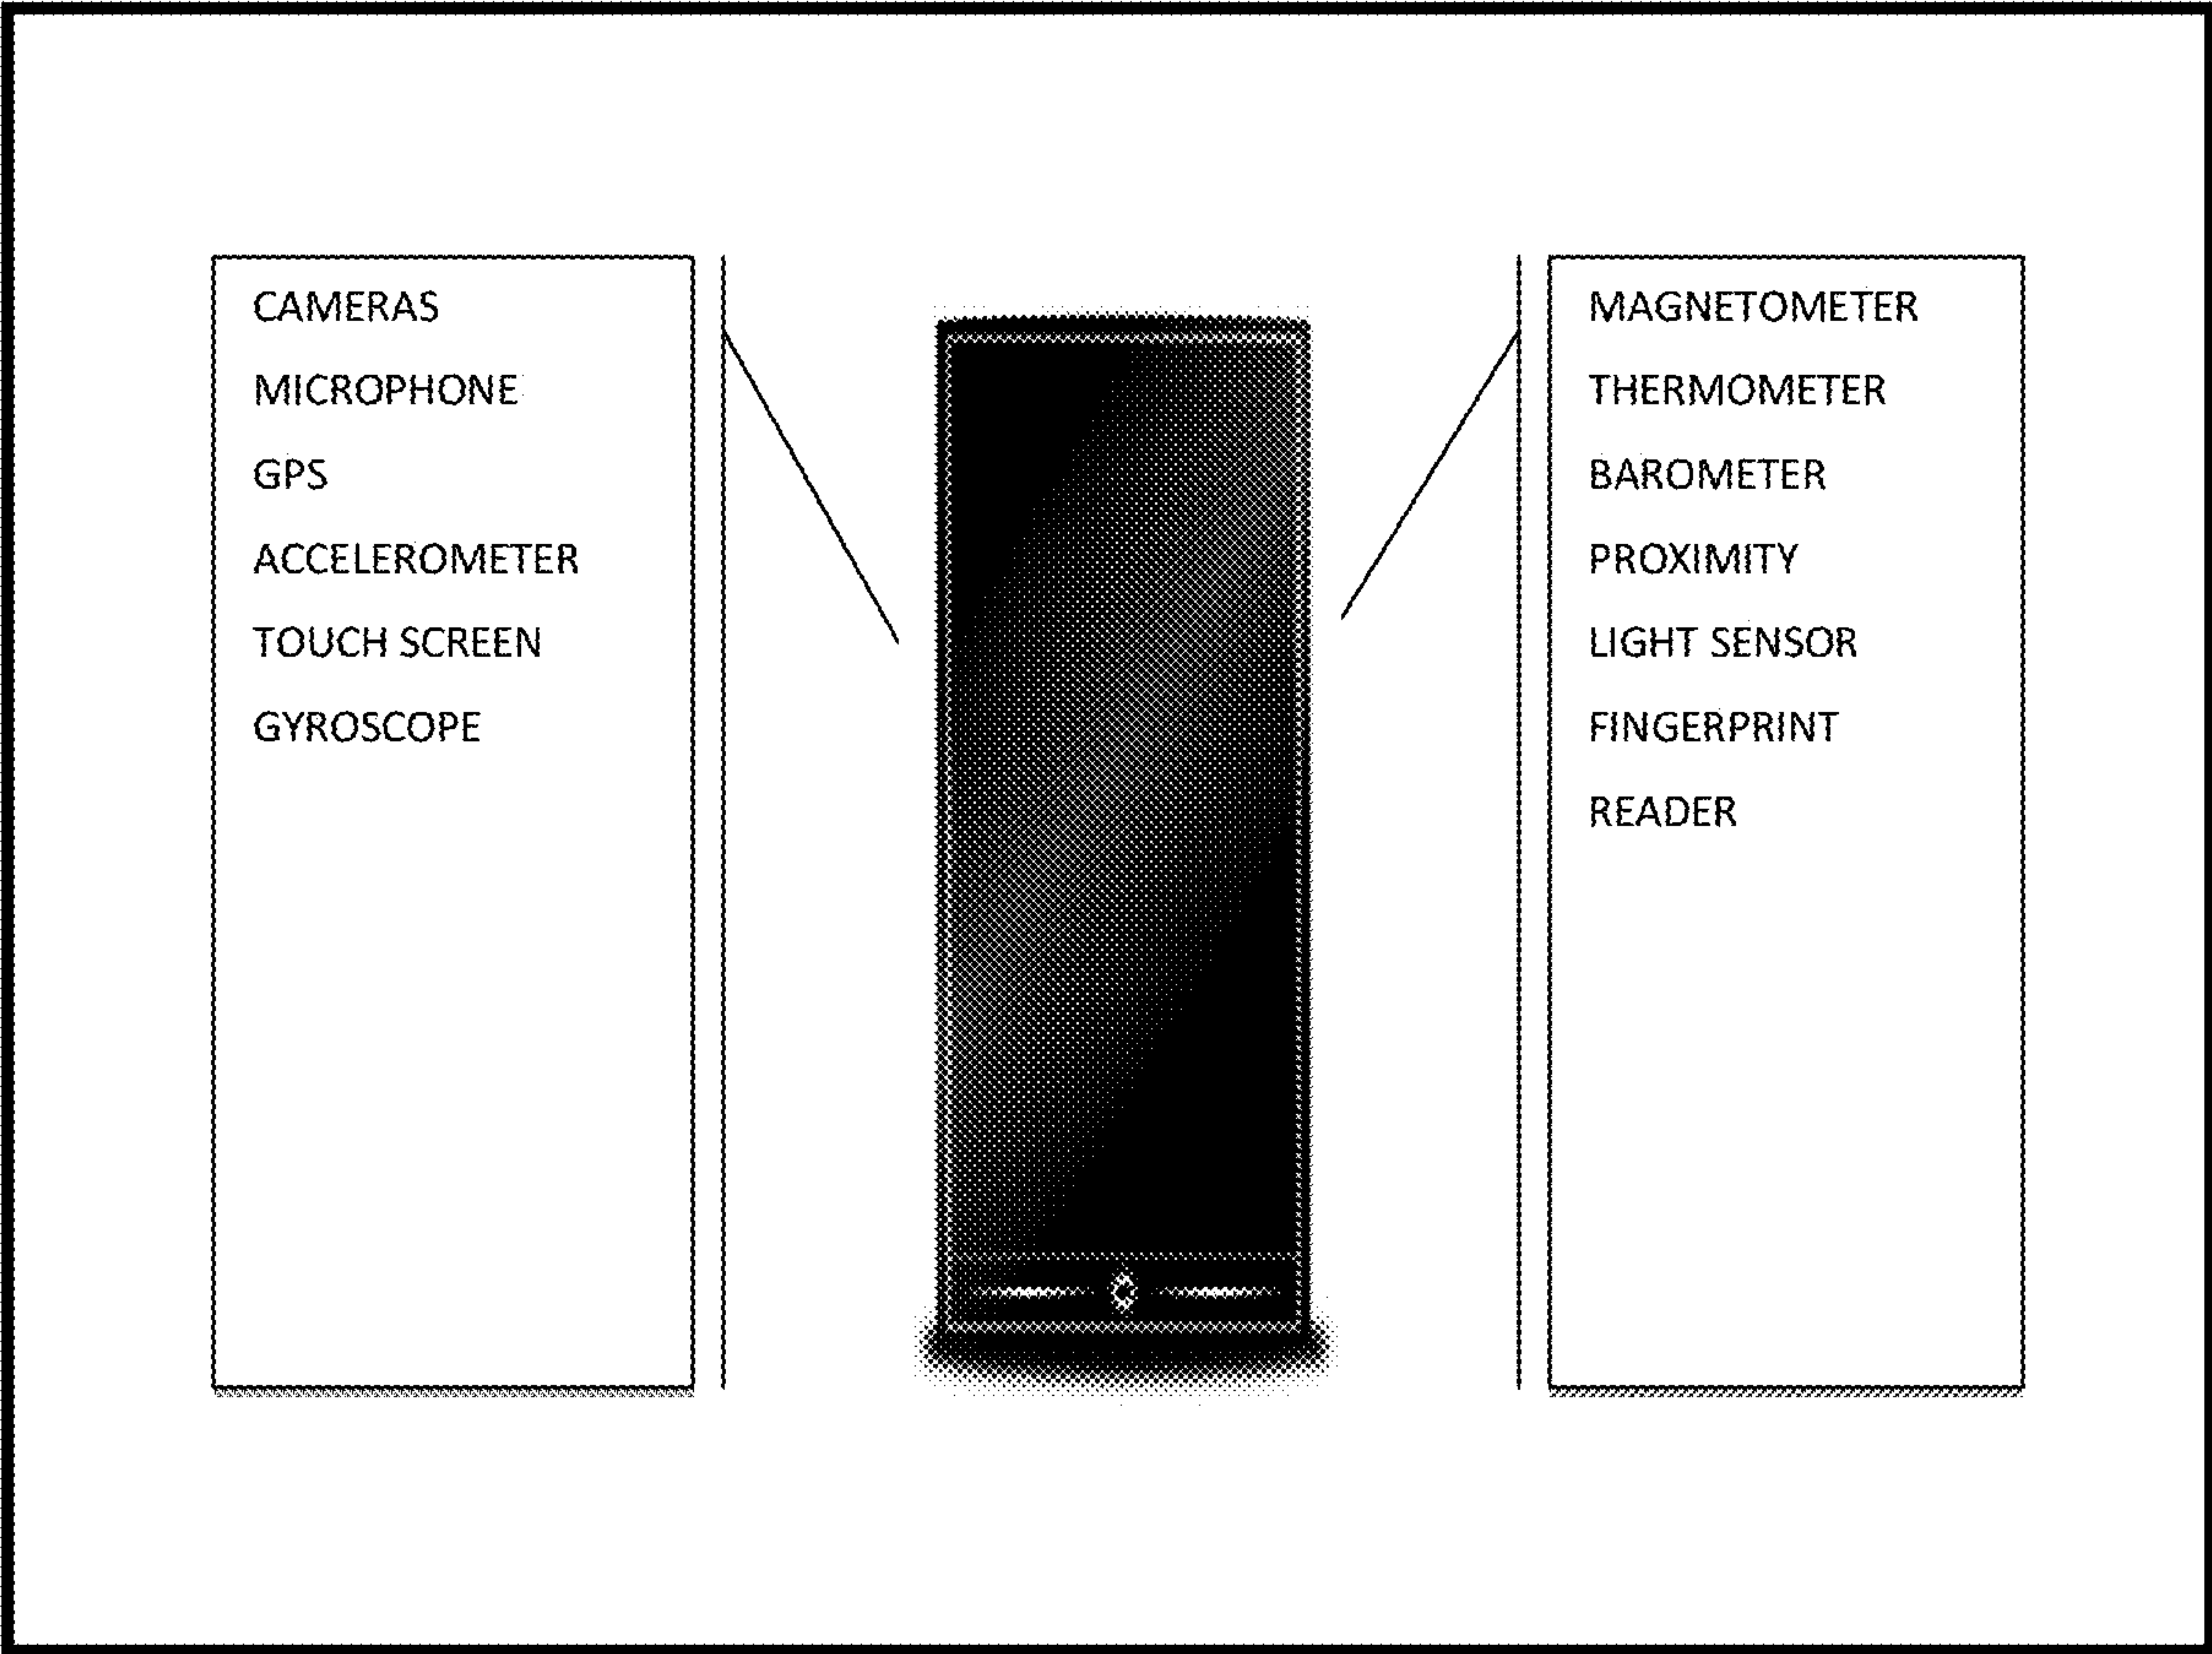 CAMERAS
MICROPHONE
GPS
ACCELEROMETER
TOUCH SCREEN
GYROSCOPE
MAGNETOMETER
THERMOMETER
BAROMETER
PROXIMITY
LIGHT SENSOR
FINGERPRINT
READER